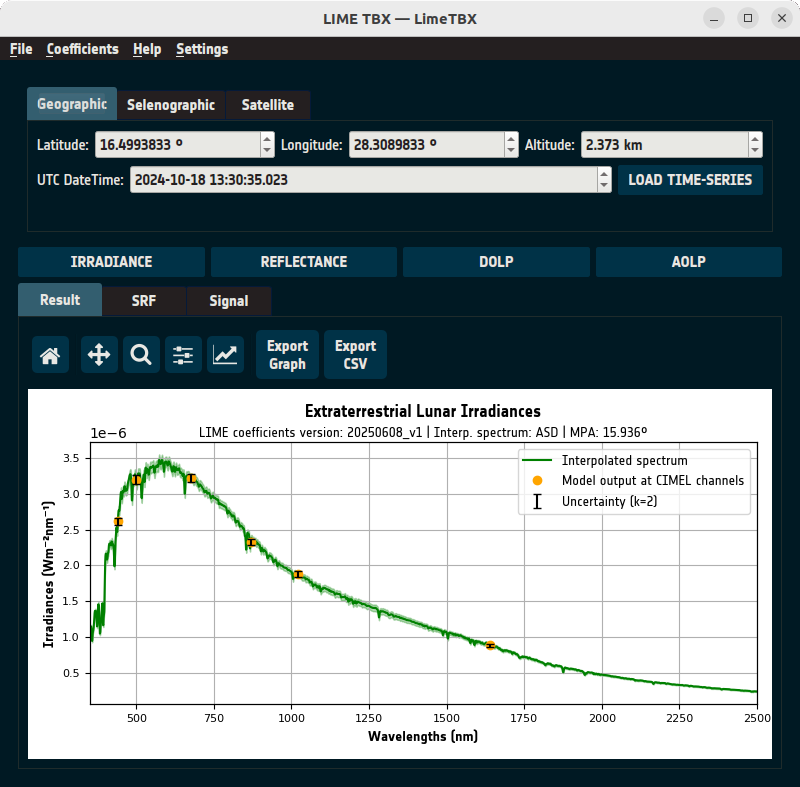 LIME TBX — LimeTBX
File Coefficients Help Settings
Geographic Selenographic Satellite
Latitude: 16.4993833 º Longitude: 28.3089833 º Altitude: 2.373 km
UTC DateTime: 2024-10-18 13:30:35.023 LOAD TIME-SERIES
IRRADIANCE REFLECTANCE DOLP AOLP
Result SRF Signal
Export Graph Export CSV
Extraterrestrial Lunar Irradiances
LIME coefficients version: 20250608_v1 | Interp. spectrum: ASD | MPA: 15.936º
1e−6
Interpolated spectrum
Model output at CIMEL channels
Uncertainty (k=2)
3.5
3.0
2.5
2.0
1.5
1.0
0.5
Irradiances (Wm⁻²nm⁻¹)
500 750 1000 1250 1500 1750 2000 2250 2500
Wavelengths (nm)